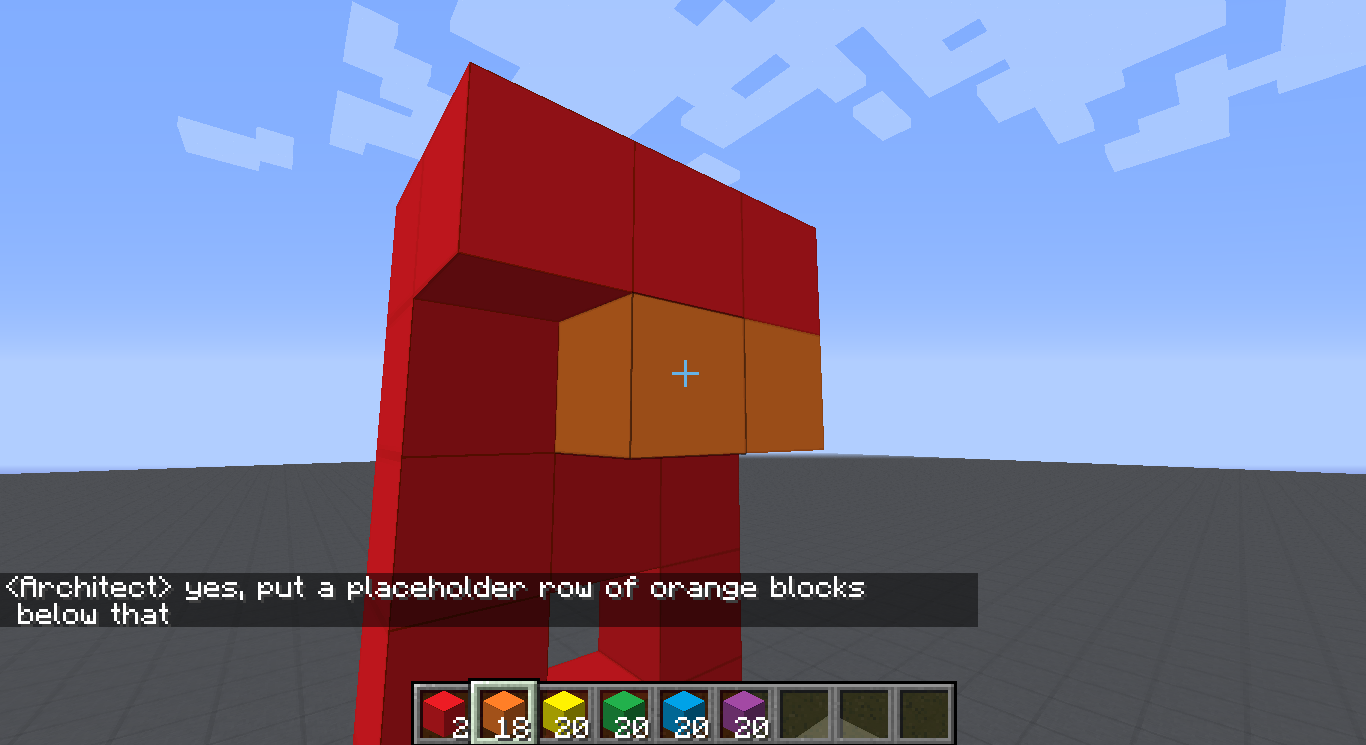 <Architect> yes, put a placeholder row of orange blocks
below that
2 18 20 20 20 20